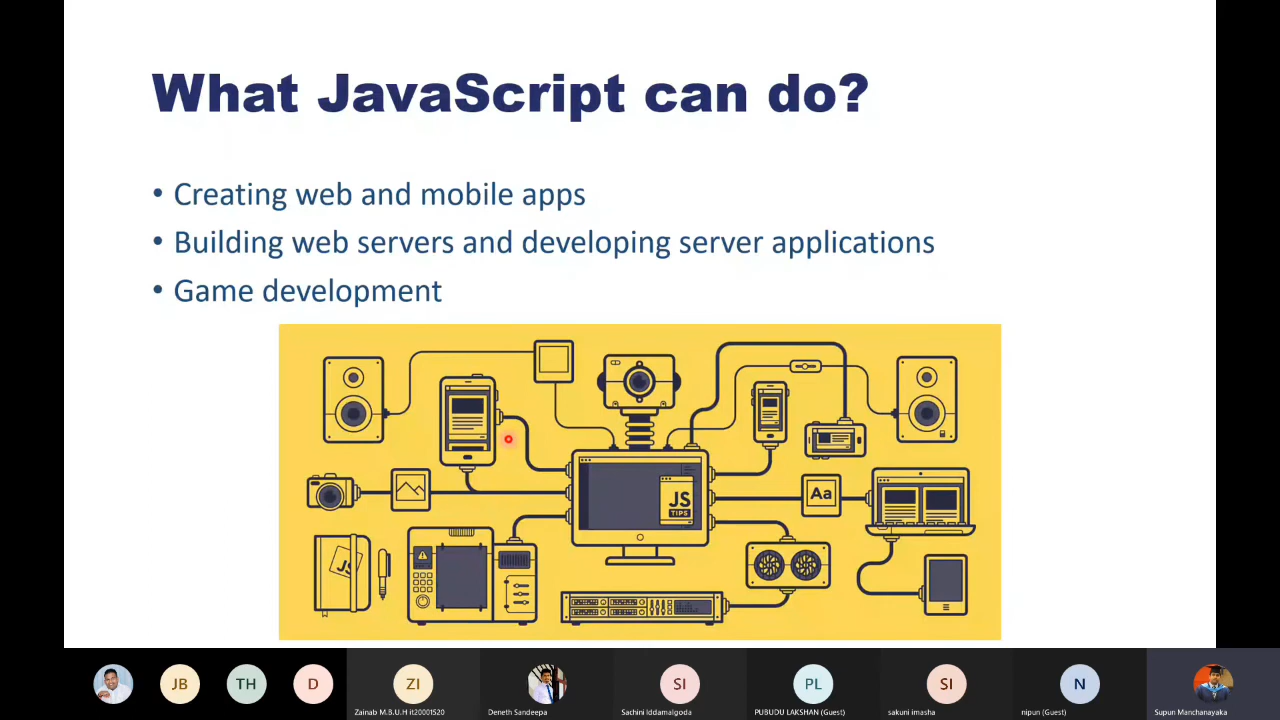 What JavaScript can do?
• Creating web and mobile apps
• Building web servers and developing server applications
• Game development
JS
TIPS
Aa
JS
JB
TH
D
ZI
SI
PL
SI
N
Zainab M.B.U.H it20001520
Deneth Sandeepa
Sachini Iddamalgoda
PUBUDU LAKSHAN (Guest)
sakuni imasha
nipun (Guest)
Supun Manchanayaka